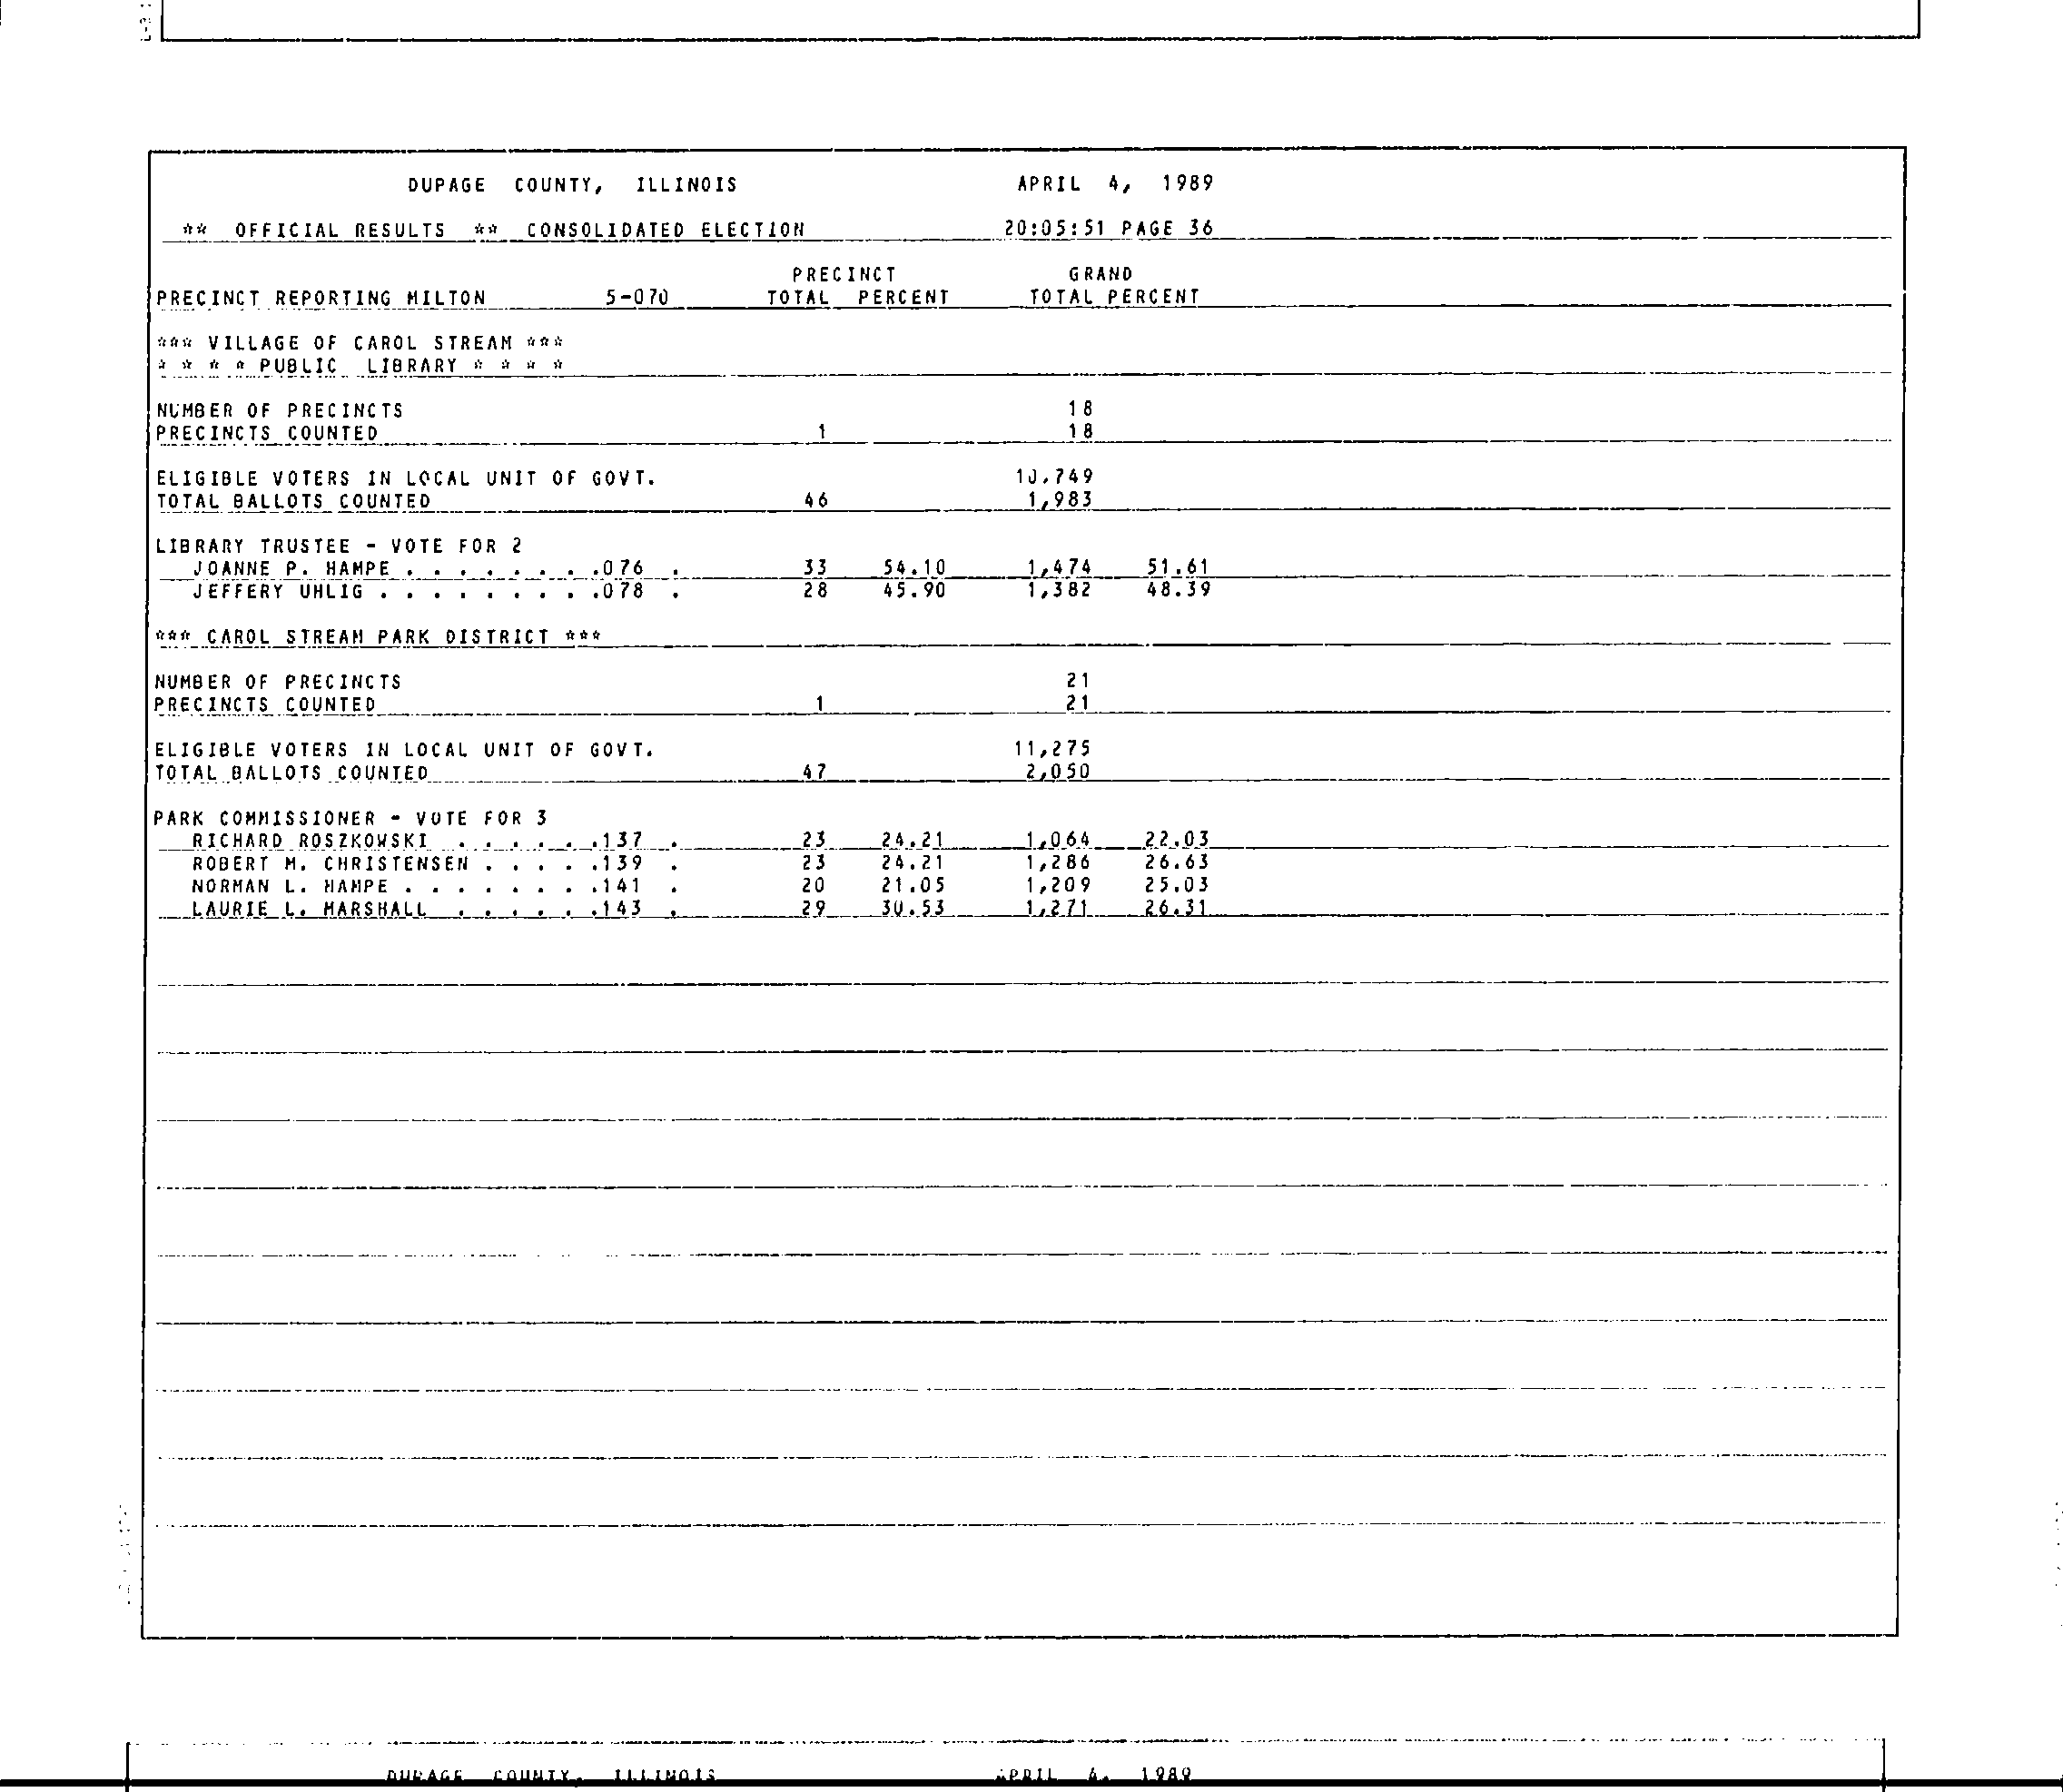 DUPAGE COUNTY, ILLINOIS APRIL 4, 1989
** OFFICIAL RESULTS ** CONSOLIDATED ELECTION 20:05:51 PAGE 36
PRECINCT GRAND
PRECINCT REPORTING MILTON 5-070 TOTAL PERCENT TOTAL PERCENT
*** VILLAGE OF CAROL STREAM ***
* * * * PUBLIC LIBRARY * * * *
NUMBER OF PRECINCTS 18
PRECINCTS COUNTED 1 18
ELIGIBLE VOTERS IN LOCAL UNIT OF GOVT. 10,749
TOTAL BALLOTS COUNTED 46 1,983
LIBRARY TRUSTEE - VOTE FOR 2
JOANNE P. HAMPE . . . . . . . .076 . 33 54.10 1,474 51.61
JEFFERY UHLIG . . . . . . . . .078 . 28 45.90 1,382 48.39
*** CAROL STREAM PARK DISTRICT ***
NUMBER OF PRECINCTS 21
PRECINCTS COUNTED 1 21
ELIGIBLE VOTERS IN LOCAL UNIT OF GOVT. 11,275
TOTAL BALLOTS COUNTED 47 2,050
PARK COMMISSIONER - VOTE FOR 3
RICHARD ROSZKOWSKI . . . . . .137 . 23 24.21 1,064 22.03
ROBERT M. CHRISTENSEN . . . . .139 . 23 24.21 1,286 26.63
NORMAN L. HAMPE . . . . . . . .141 . 20 21.05 1,209 25.03
LAURIE L. MARSHALL . . . . . .143 . 29 30.53 1,271 26.31
DUPAGE COUNTY, ILLINOIS APRIL 4, 1989